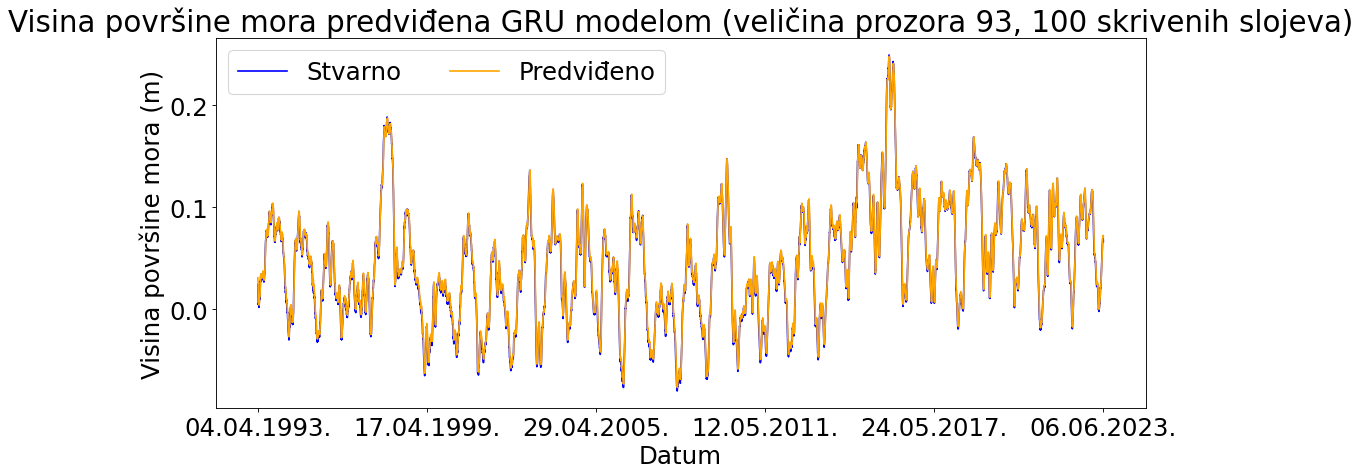 Visina površine mora predviđena GRU modelom (veličina prozora 93, 100 skrivenih slojeva)
Stvarno
Predviđeno
Visina površine mora (m)
0.2
0.1
0.0
04.04.1993.
17.04.1999.
29.04.2005.
12.05.2011.
24.05.2017.
06.06.2023.
Datum